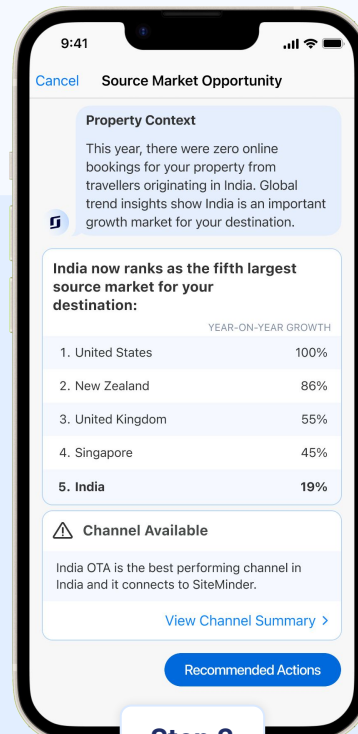 9:41
Cancel Source Market Opportunity
Property Context
This year, there were zero online
bookings for your property from
travellers originating in India. Global
trend insights show India is an important
growth market for your destination.
India now ranks as the fifth largest
source market for your
destination:
YEAR-ON-YEAR GROWTH
1. United States 100%
2. New Zealand 86%
3. United Kingdom 55%
4. Singapore 45%
5. India 19%
Channel Available
India OTA is the best performing channel in
India and it connects to SiteMinder.
View Channel Summary >
Recommended Actions